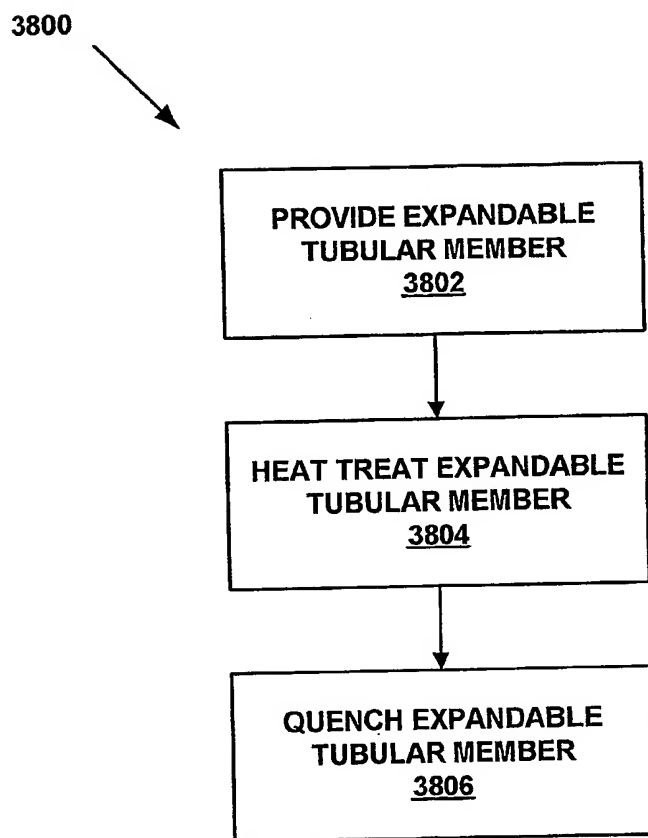 3800
PROVIDE EXPANDABLE
TUBULAR MEMBER
3802
HEAT TREAT EXPANDABLE
TUBULAR MEMBER
3804
QUENCH EXPANDABLE
TUBULAR MEMBER
3806